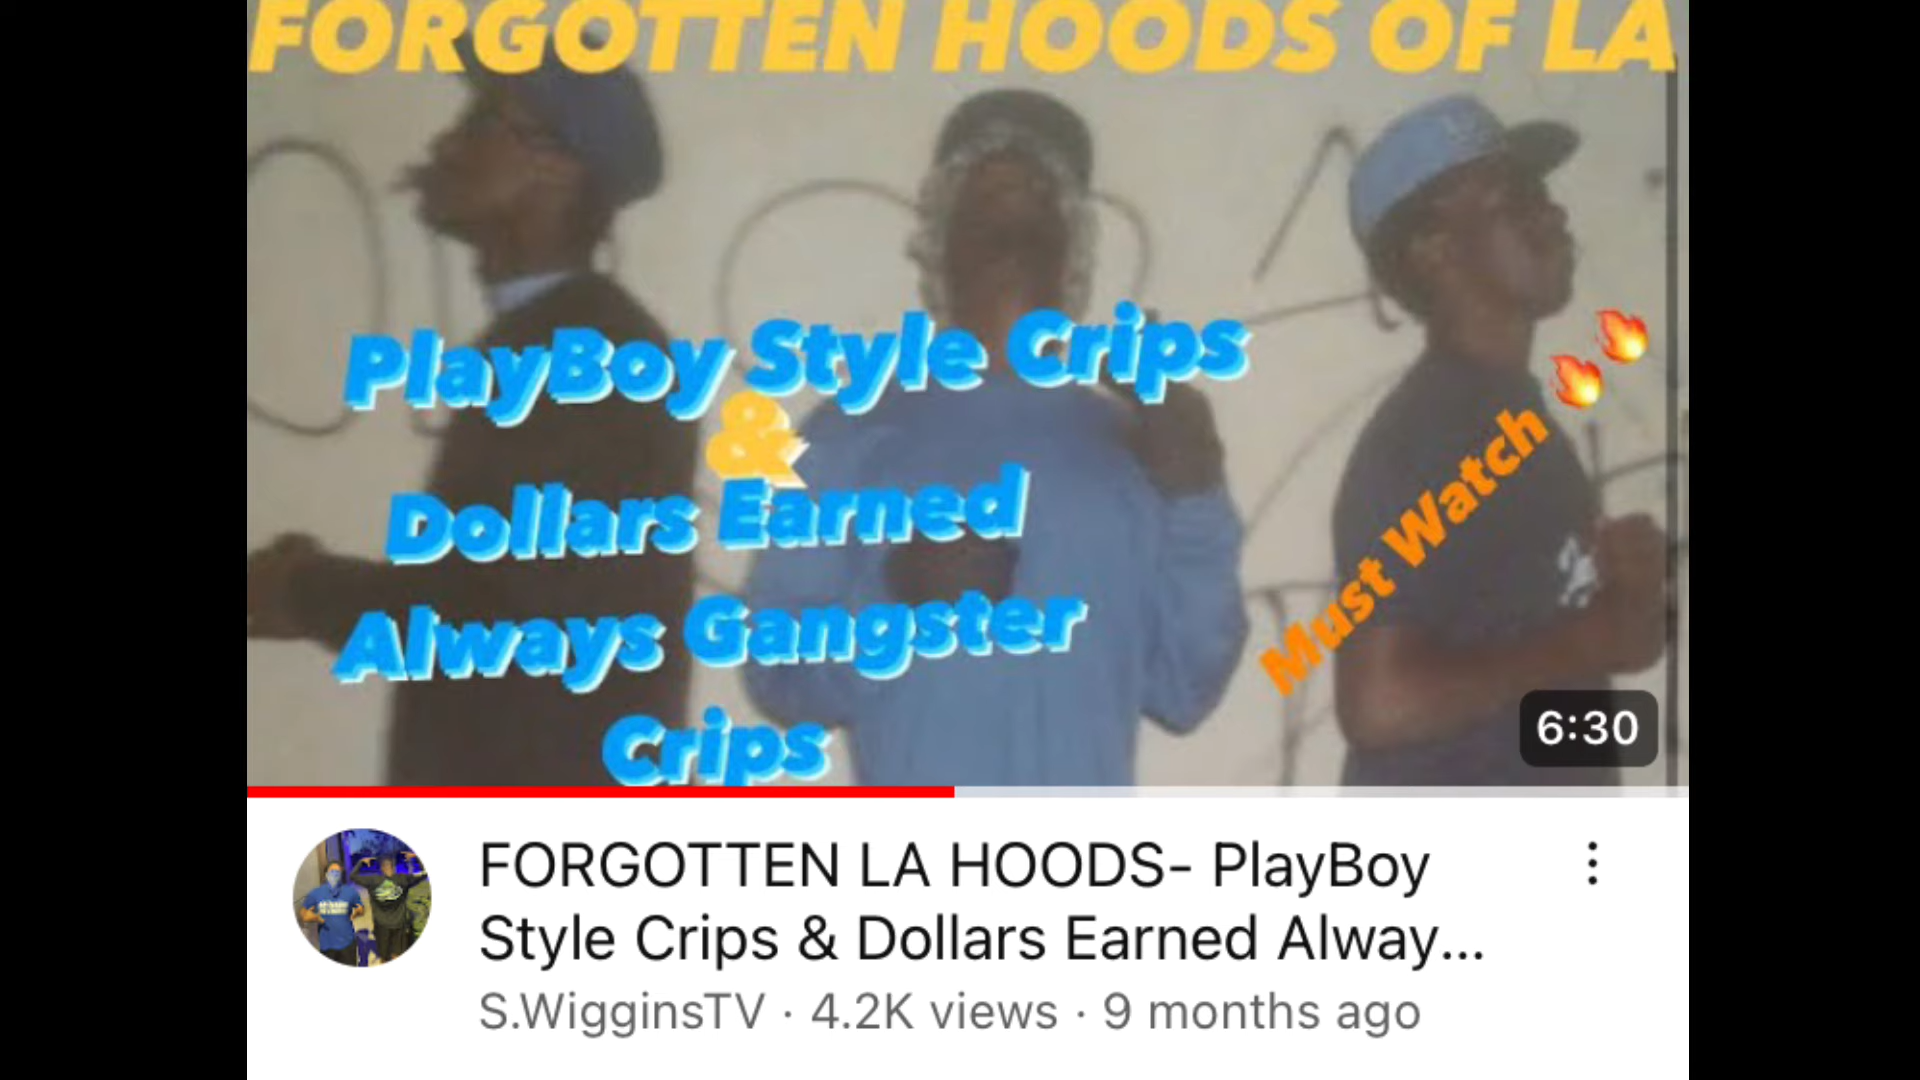 FORGOTTEN HOODS OF LA
PlayBoy Style Crips
&
Dollars Earned
Always Gangster
Crips
Must Watch 🔥🔥
6:30
FORGOTTEN LA HOODS- PlayBoy
Style Crips & Dollars Earned Alway...
S.WigginsTV · 4.2K views · 9 months ago